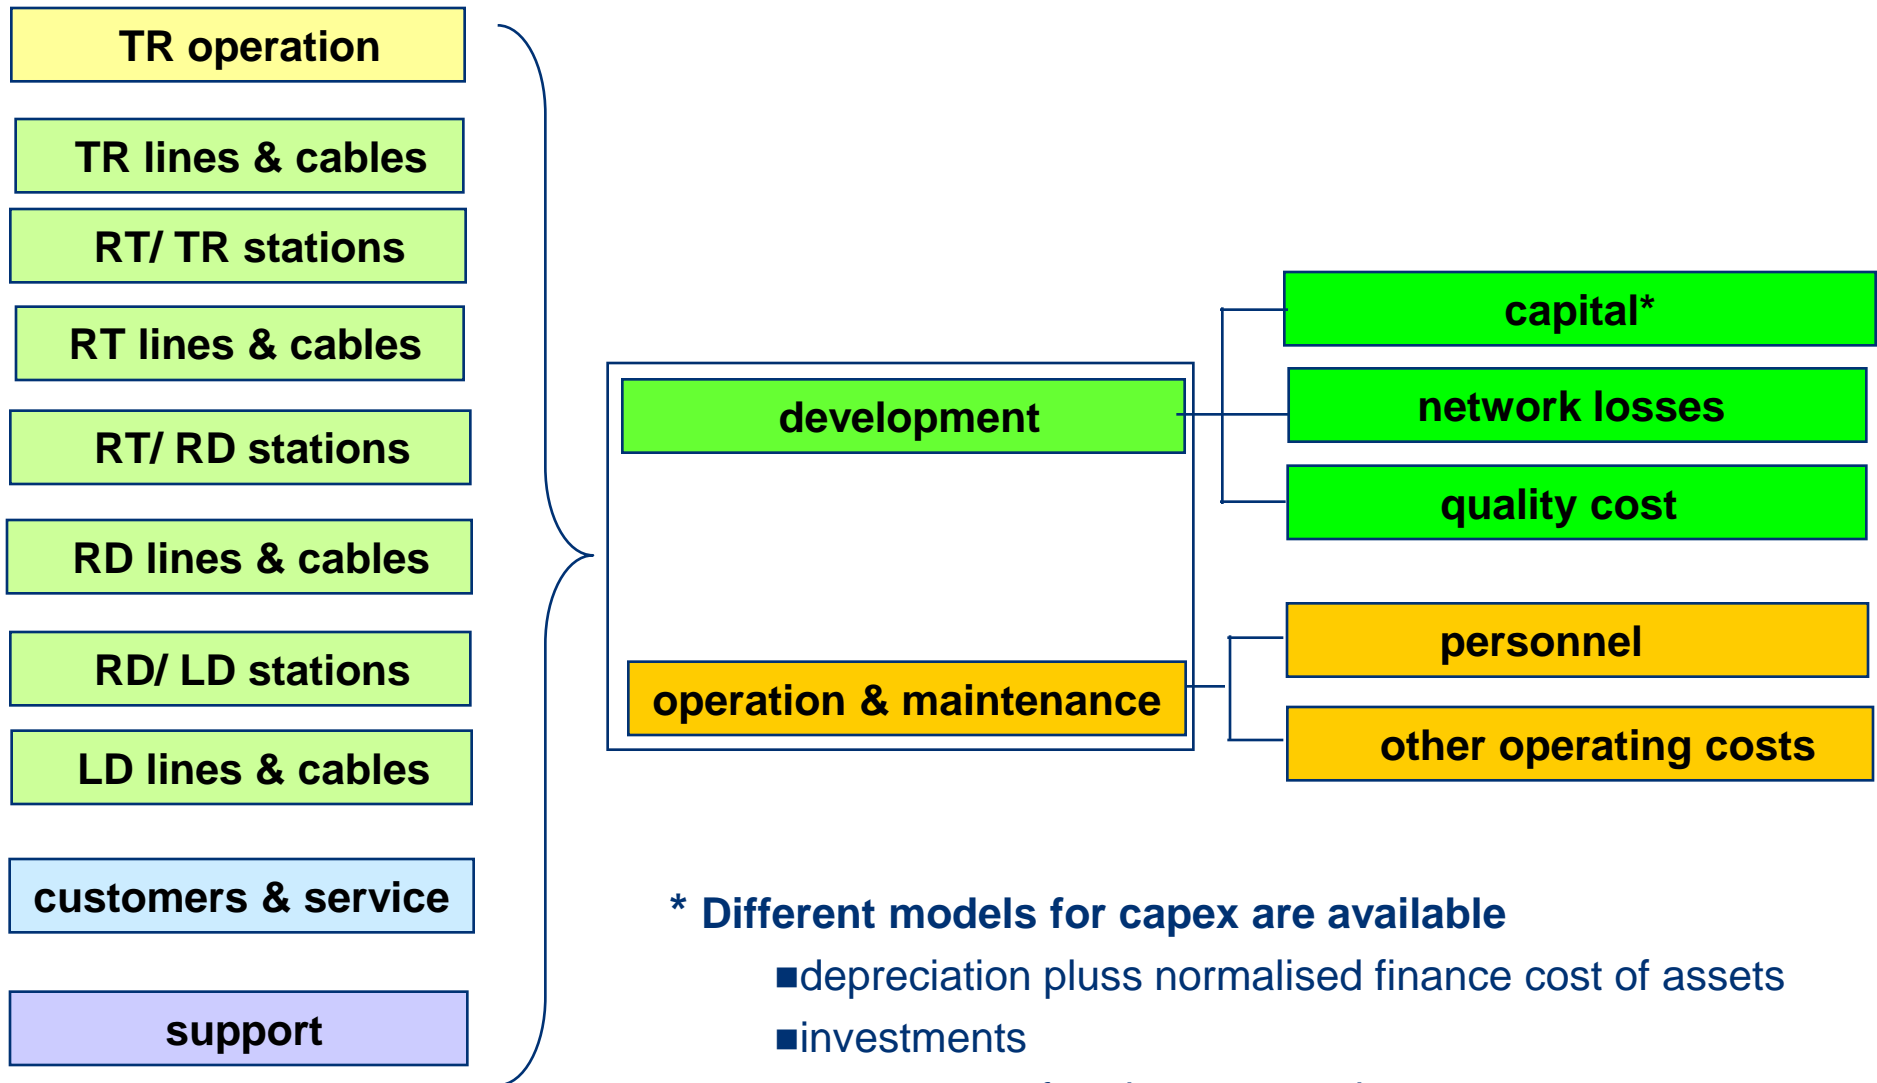 TR operation
TR lines & cables
RT/ TR stations
RT lines & cables
RT/ RD stations
RD lines & cables
RD/ LD stations
LD lines & cables
customers & service
support
development
operation & maintenance
capital*
network losses
quality cost
personnel
other operating costs
* Different models for capex are available
■depreciation pluss normalised finance cost of assets
■investments